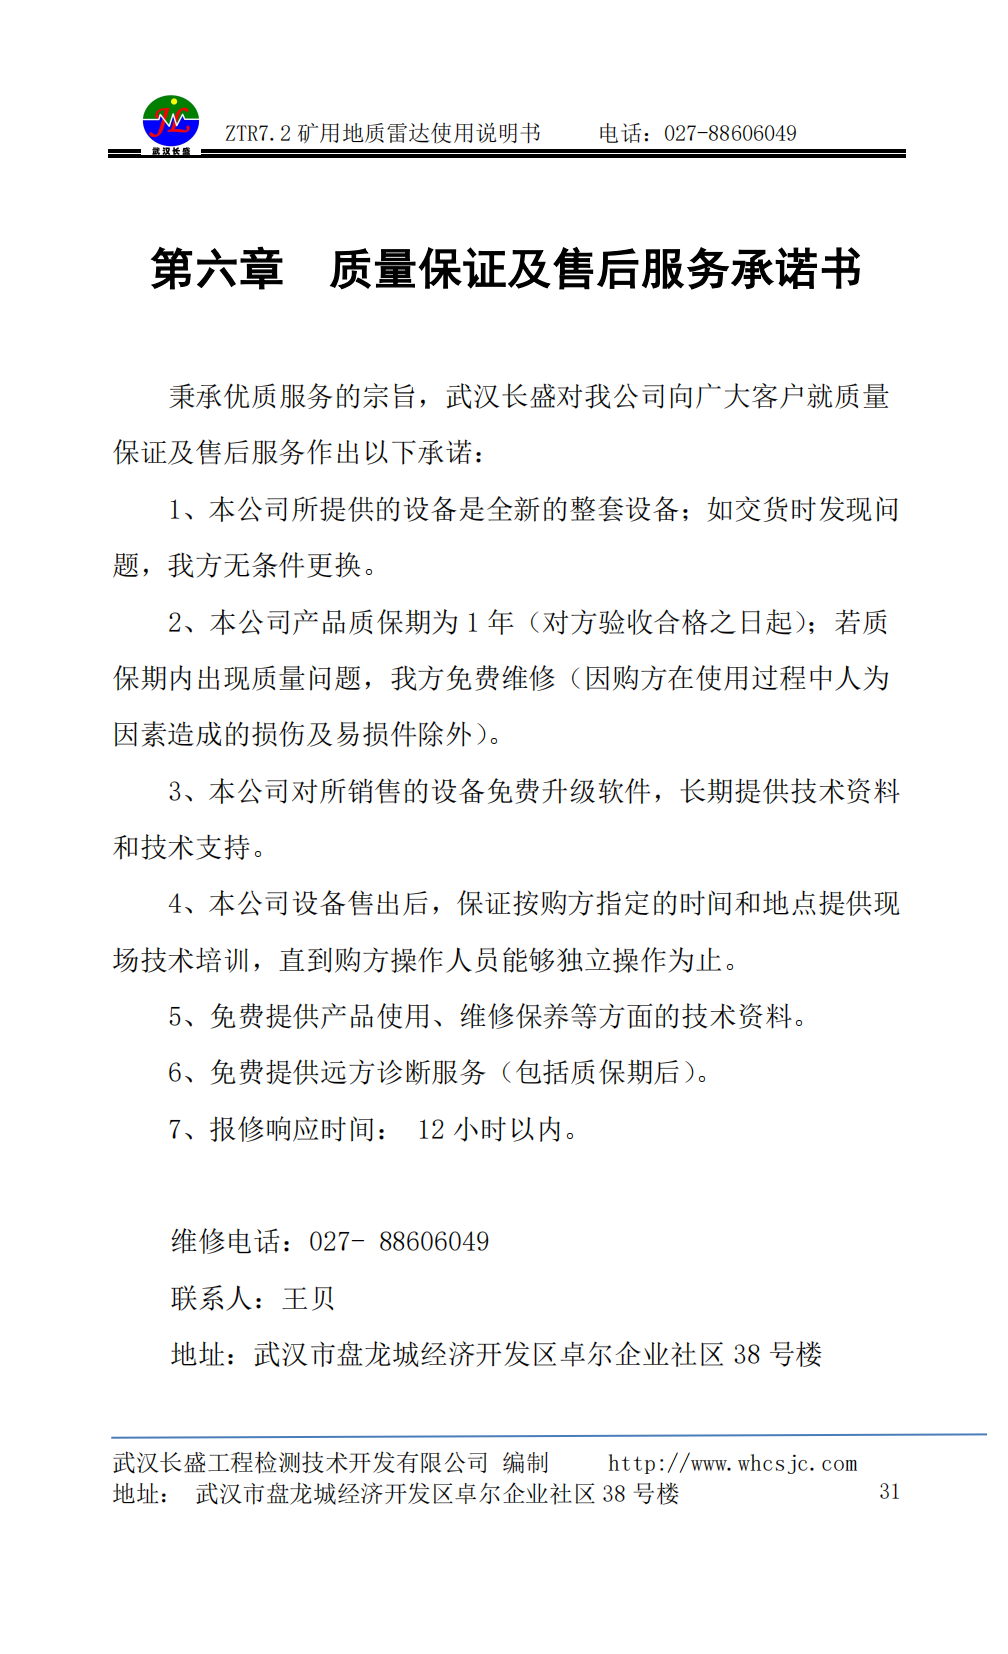 ZTR7.2 矿用地质雷达使用说明书 电话：027-88606049
武汉长盛
第六章 质量保证及售后服务承诺书
秉承优质服务的宗旨，武汉长盛对我公司向广大客户就质量
保证及售后服务作出以下承诺：
1、本公司所提供的设备是全新的整套设备；如交货时发现问
题，我方无条件更换。
2、本公司产品质保期为 1 年（对方验收合格之日起）；若质
保期内出现质量问题，我方免费维修（因购方在使用过程中人为
因素造成的损伤及易损件除外）。
3、本公司对所销售的设备免费升级软件，长期提供技术资料
和技术支持。
4、本公司设备售出后，保证按购方指定的时间和地点提供现
场技术培训，直到购方操作人员能够独立操作为止。
5、免费提供产品使用、维修保养等方面的技术资料。
6、免费提供远方诊断服务（包括质保期后）。
7、报修响应时间： 12 小时以内。
维修电话：027- 88606049
联系人：王贝
地址：武汉市盘龙城经济开发区卓尔企业社区 38 号楼
武汉长盛工程检测技术开发有限公司 编制 http://www.whcsjc.com
地址： 武汉市盘龙城经济开发区卓尔企业社区 38 号楼 31